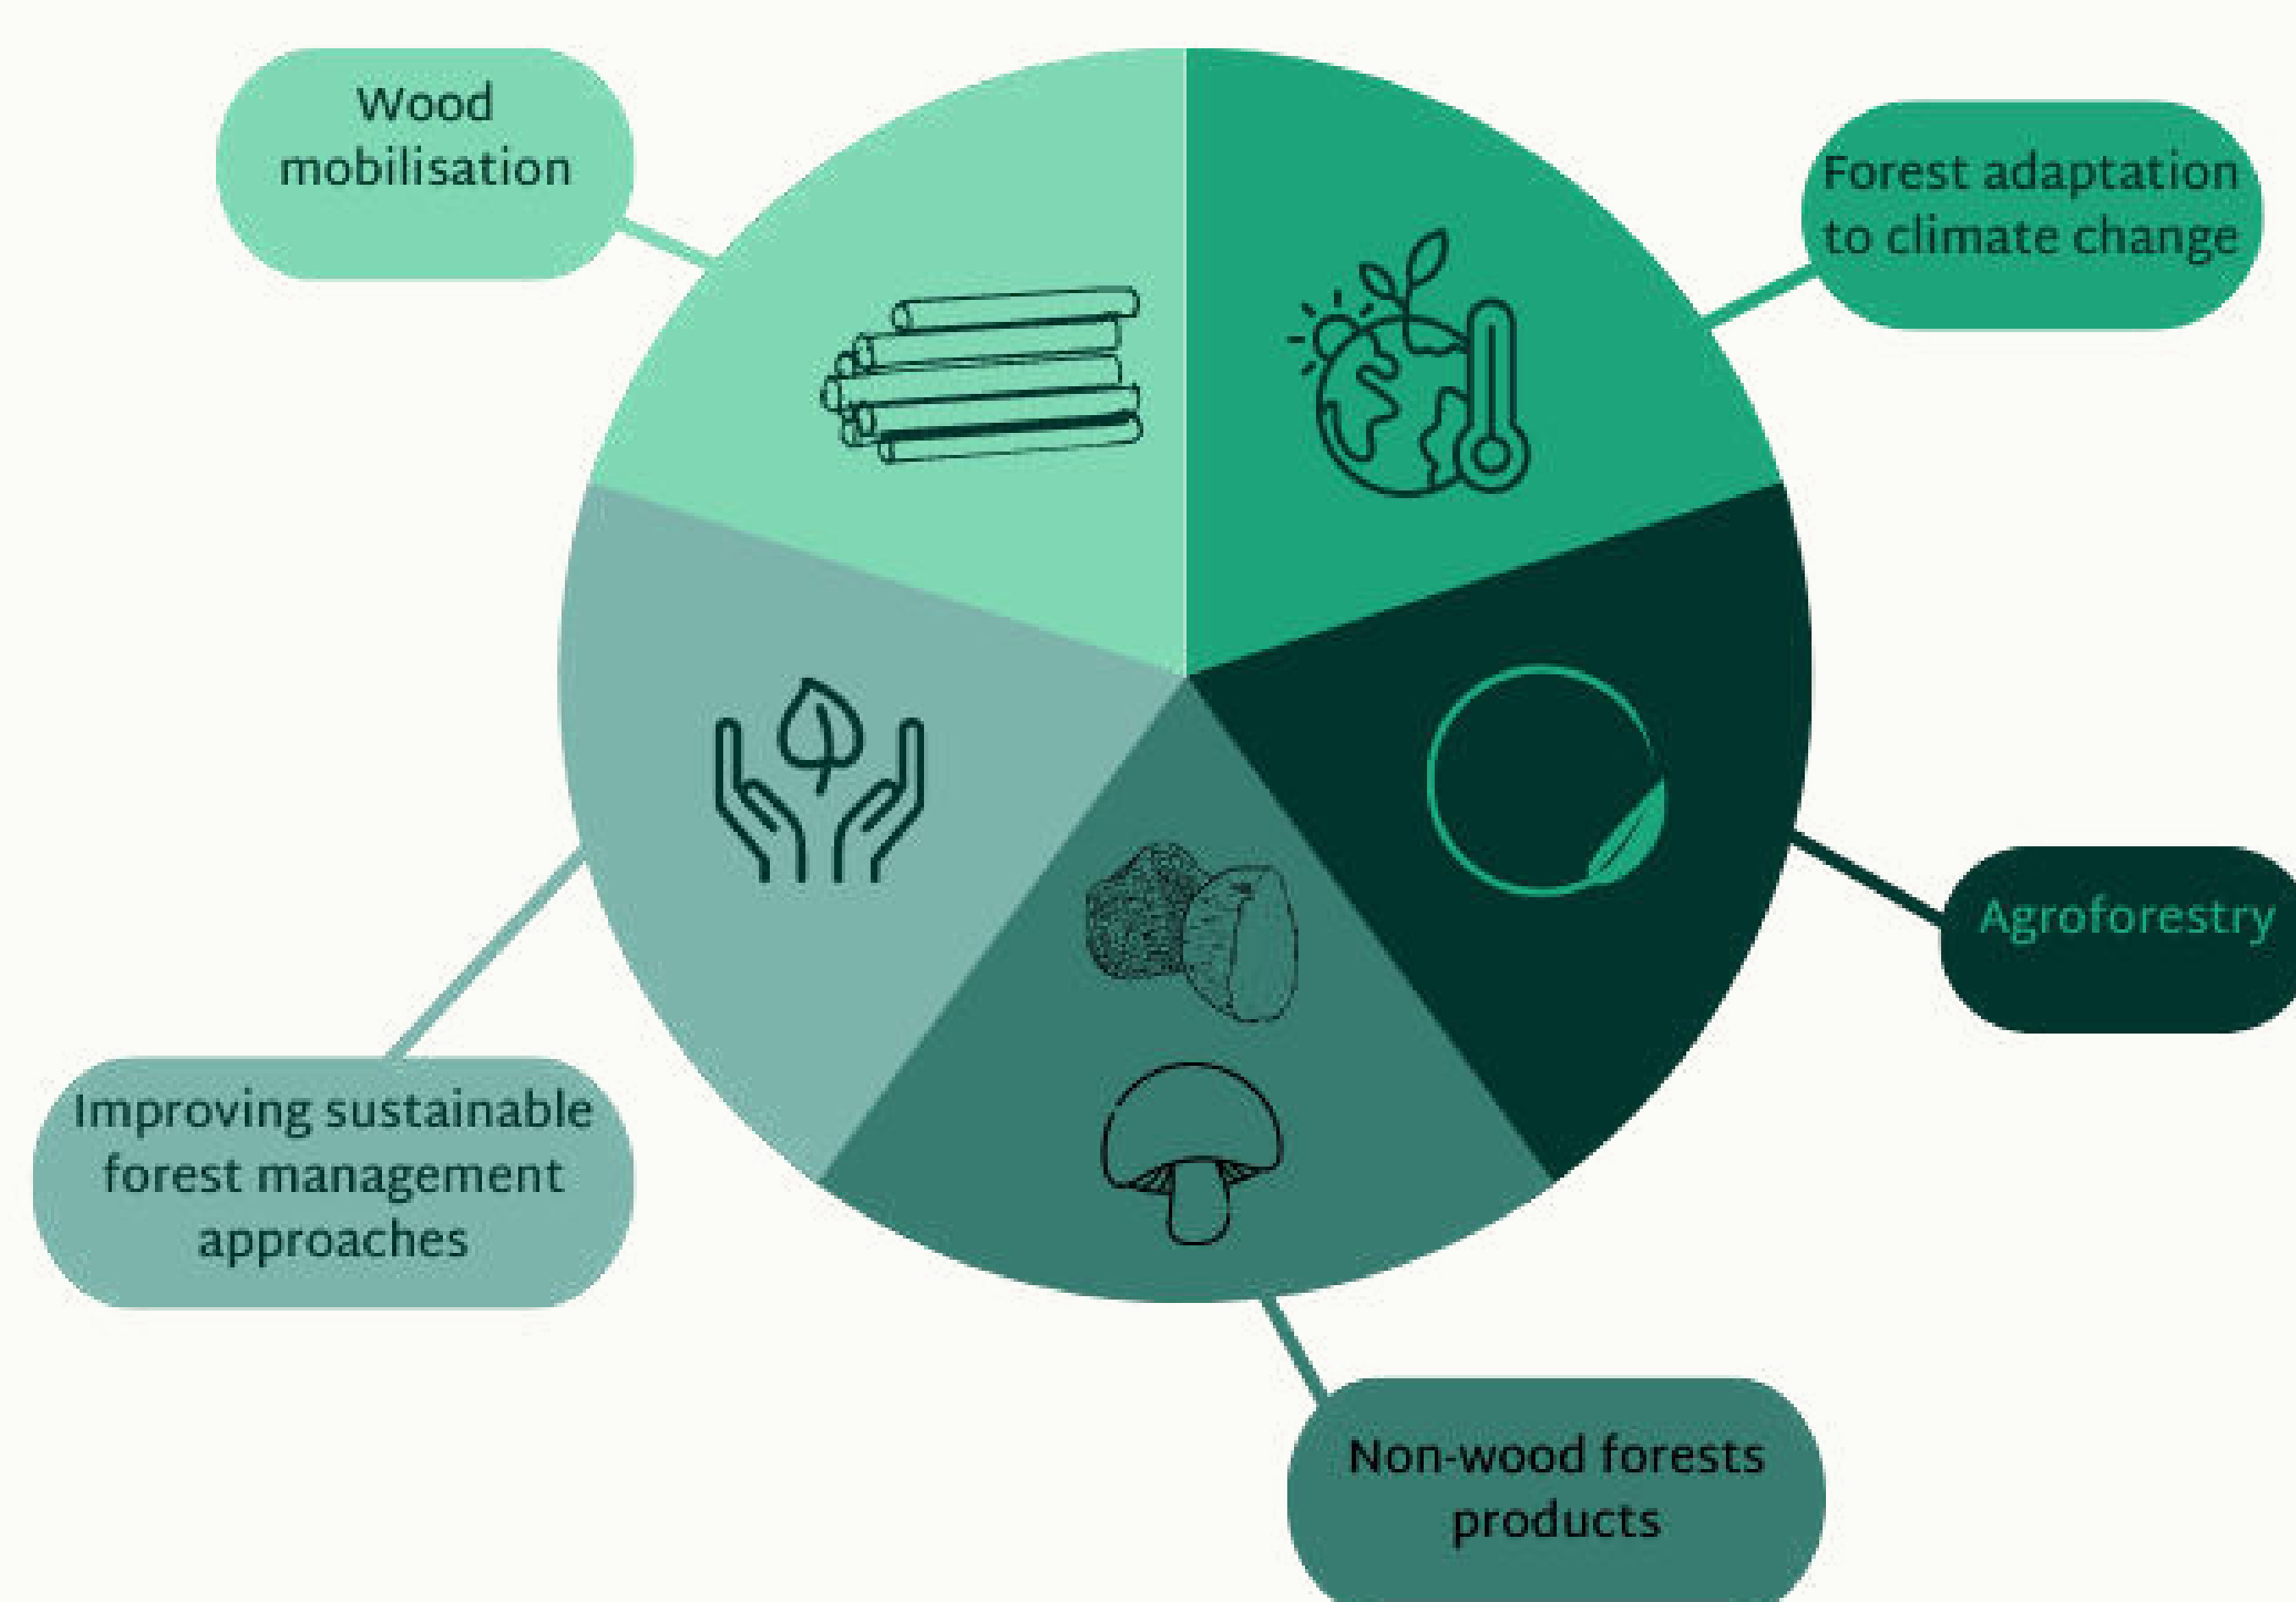 Wood
mobilisation
Forest adaptation
to climate change
Agroforestry
Improving sustainable
forest management
approaches
Non-wood forests
products